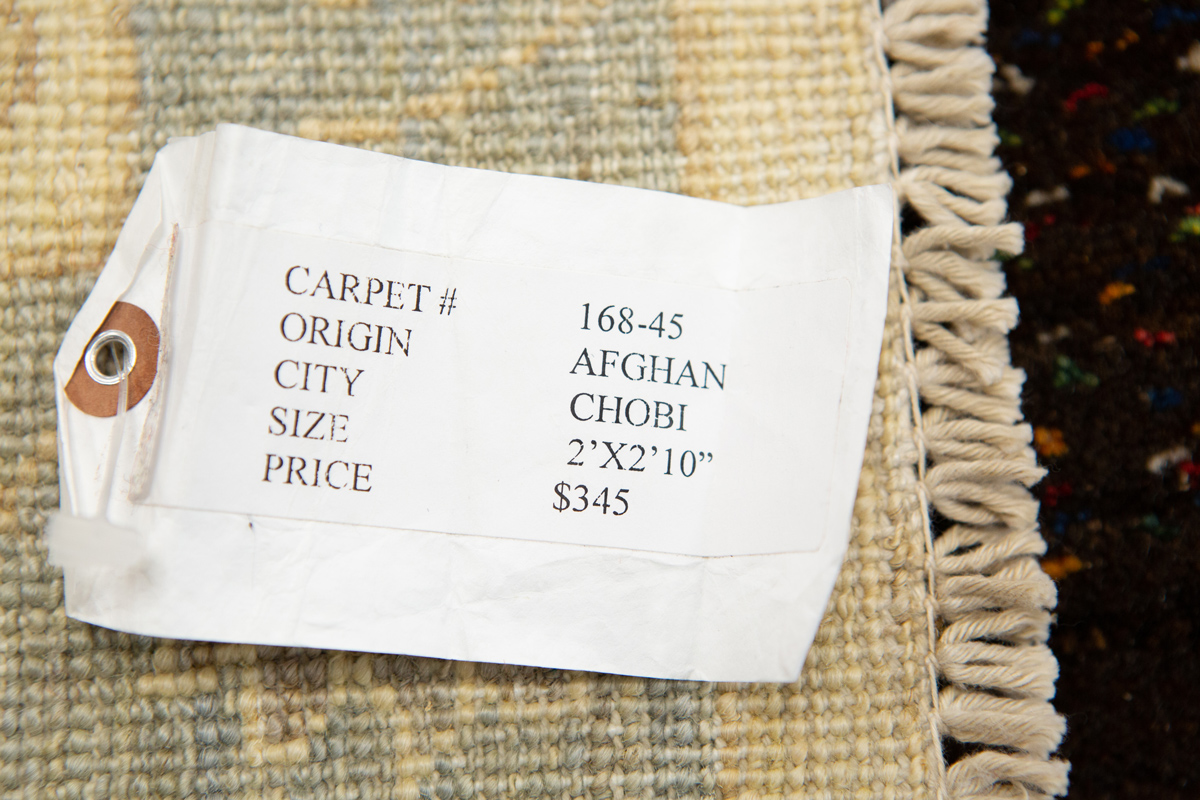 CARPET # 168-45
ORIGIN AFGHAN
CITY CHOBI
SIZE 2’X2’10”
PRICE $345